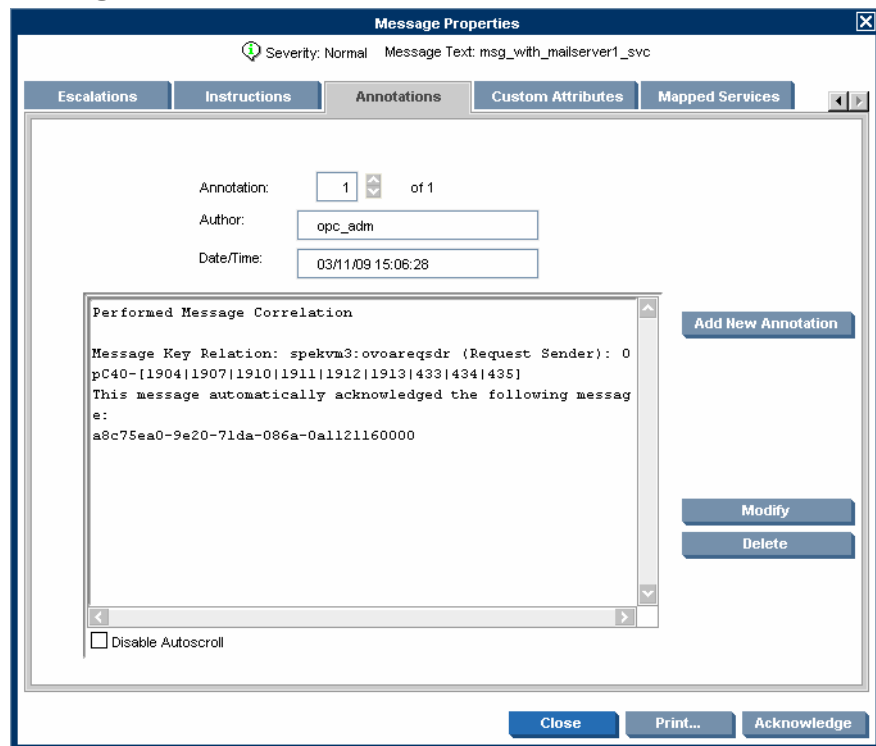 Message Properties
Severity: Normal Message Text: msg_with_mailserver1_svc
Escalations Instructions Annotations Custom Attributes Mapped Services
Annotation: 1 of 1
Author: opc_adm
Date/Time: 03/11/09 15:06:28
Performed Message Correlation
Message Key Relation: spekvm3:ovoareqsdr (Request Sender): O
pC40-[1904|1907|1910|1911|1912|1913|433|434|435]
This message automatically acknowledged the following messag
e:
a8c75ea0-9e20-71da-086a-0a1121160000
Add New Annotation
Modify
Delete
Disable Autoscroll
Close Print... Acknowledge